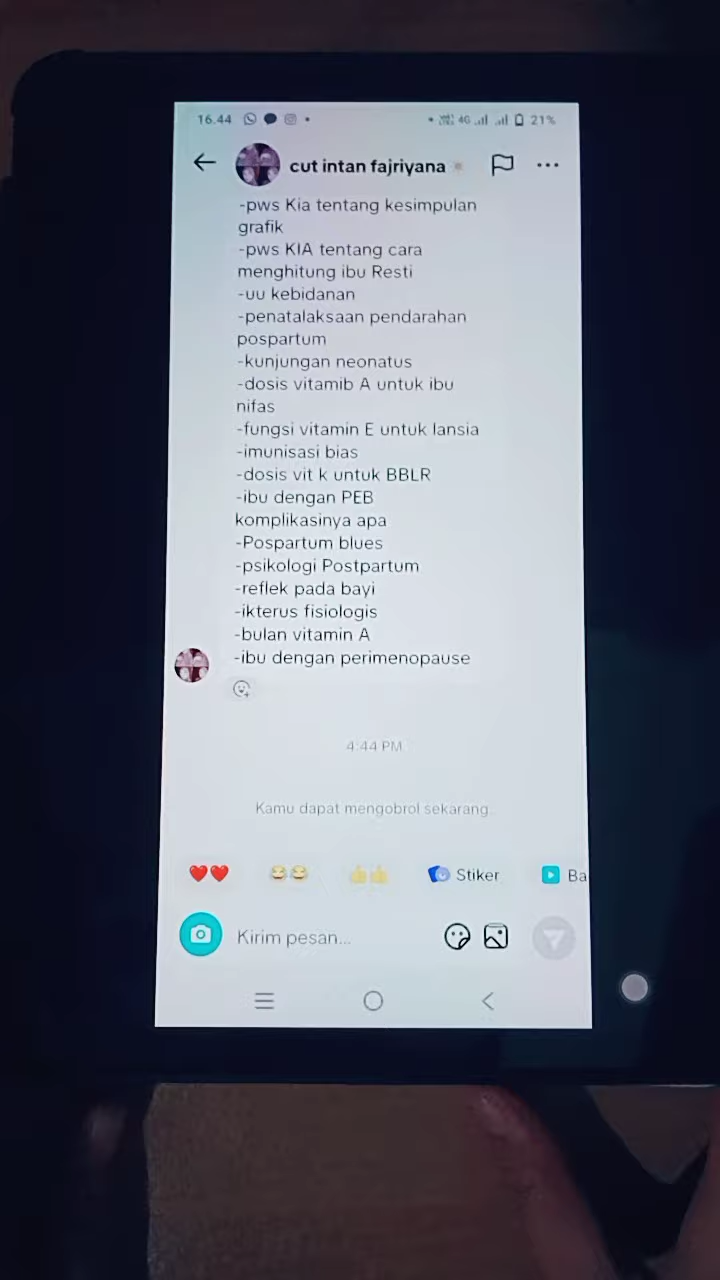 16.44
4G
21%
cut intan fajriyana
-pws Kia tentang kesimpulan
grafik
-pws KIA tentang cara
menghitung ibu Resti
-uu kebidanan
-penatalaksaan pendarahan
pospartum
-kunjungan neonatus
-dosis vitamib A untuk ibu
nifas
-fungsi vitamin E untuk lansia
-imunisasi bias
-dosis vit k untuk BBLR
-ibu dengan PEB
komplikasinya apa
-Pospartum blues
-psikologi Postpartum
-reflek pada bayi
-ikterus fisiologis
-bulan vitamin A
-ibu dengan perimenopause
4:44 PM
Kamu dapat mengobrol sekarang.
Stiker
Ba
Kirim pesan...